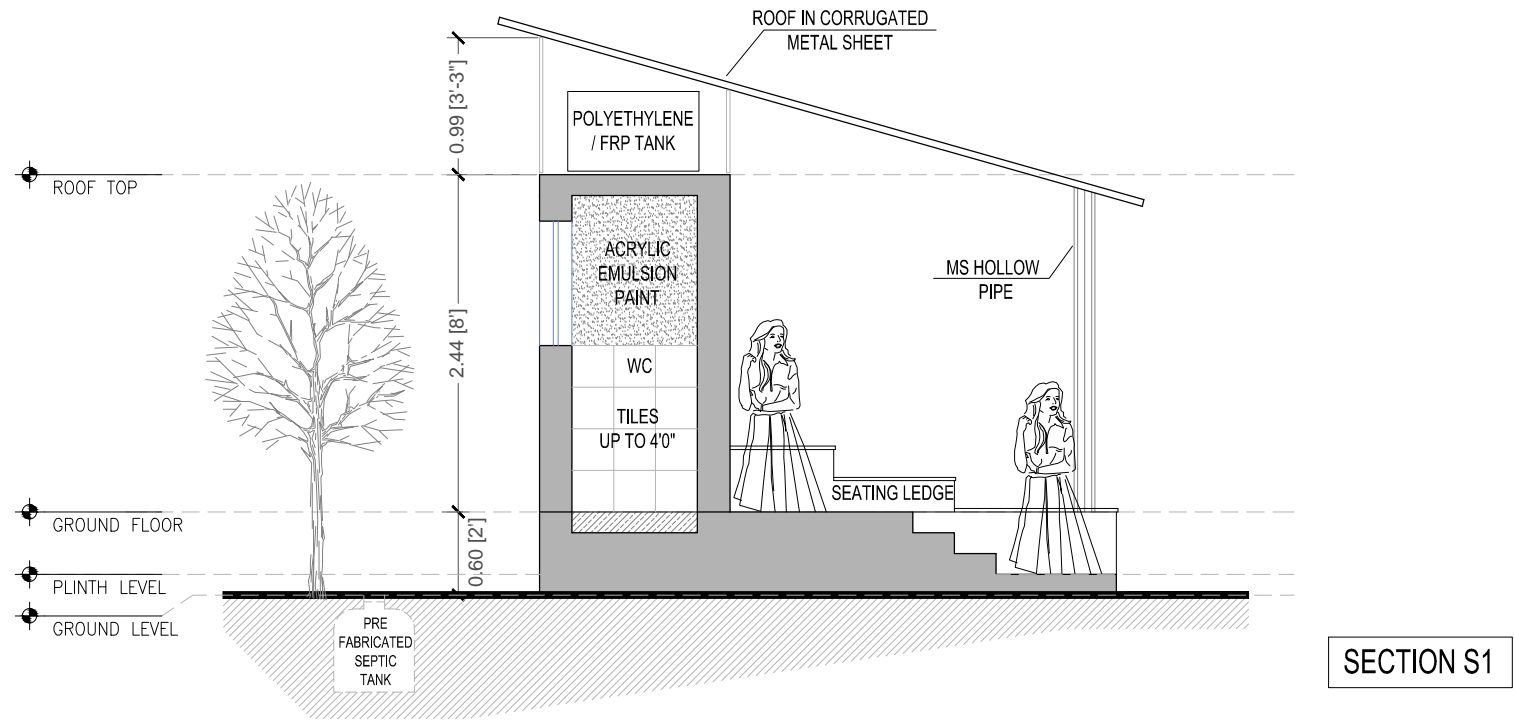 ROOF IN CORRUGATED
METAL SHEET
0.99 [3'-3"]
POLYETHYLENE
/ FRP TANK
ROOF TOP
ACRYLIC
EMULSION
PAINT
MS HOLLOW
PIPE
2.44 [8']
WC
TILES
UP TO 4'0"
SEATING LEDGE
GROUND FLOOR
0.60 [2']
PLINTH LEVEL
GROUND LEVEL
PRE
FABRICATED
SEPTIC
TANK
SECTION S1